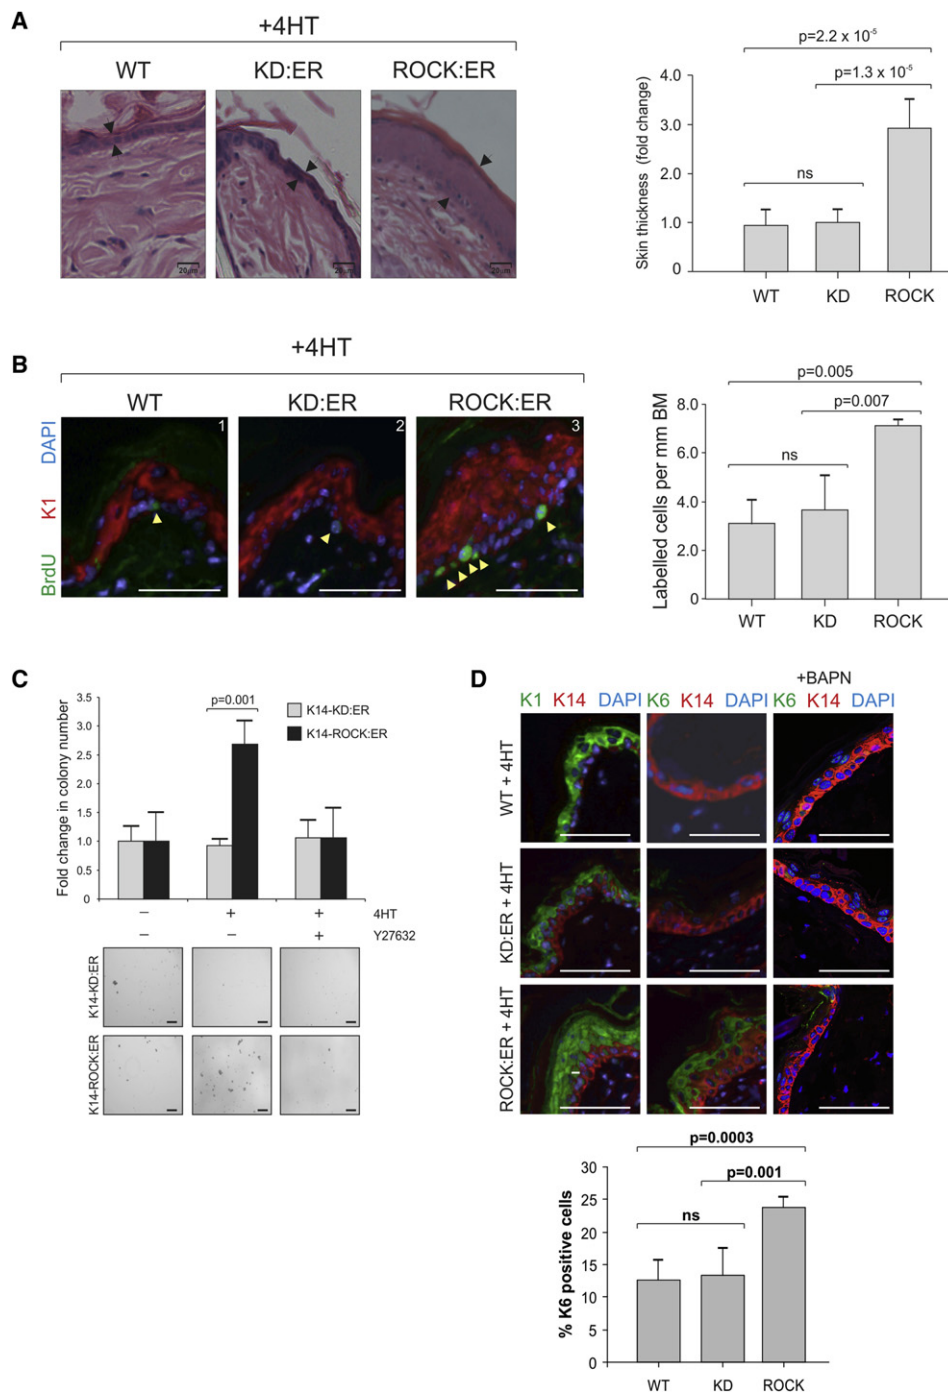 A
+4HT
WT KD:ER ROCK:ER
20µm 20µm 20µm
p=2.2 x 10-5
p=1.3 x 10-5
ns
Skin thickness (fold change)
4.0
3.0
2.0
1.0
0
WT KD ROCK
B
+4HT
WT KD:ER ROCK:ER
BrdU K1 DAPI
1 2 3
p=0.005
p=0.007
ns
Labelled cells per mm BM
8.0
6.0
4.0
2.0
0
WT KD ROCK
C
p=0.001
K14-KD:ER
K14-ROCK:ER
Fold change in colony number
3.5
3.0
2.5
2.0
1.5
1.0
0.5
0
– + + 4HT
– – + Y27632
K14-KD:ER
K14-ROCK:ER
D
+BAPN
K1 K14 DAPI K6 K14 DAPI K6 K14 DAPI
WT + 4HT
KD:ER + 4HT
ROCK:ER + 4HT
p=0.0003
p=0.001
ns
% K6 positive cells
30
25
20
15
10
5
0
WT KD ROCK